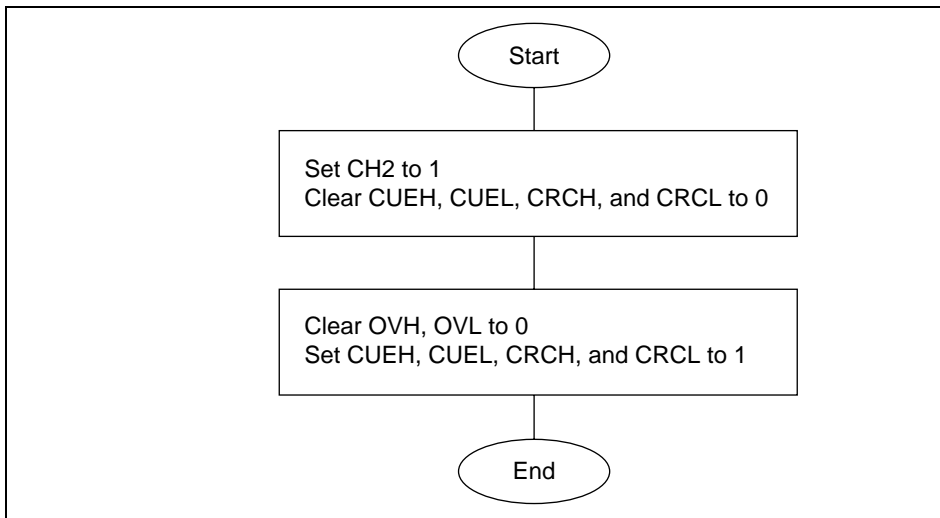 Start
Set CH2 to 1
Clear CUEH, CUEL, CRCH, and CRCL to 0
Clear OVH, OVL to 0
Set CUEH, CUEL, CRCH, and CRCL to 1
End